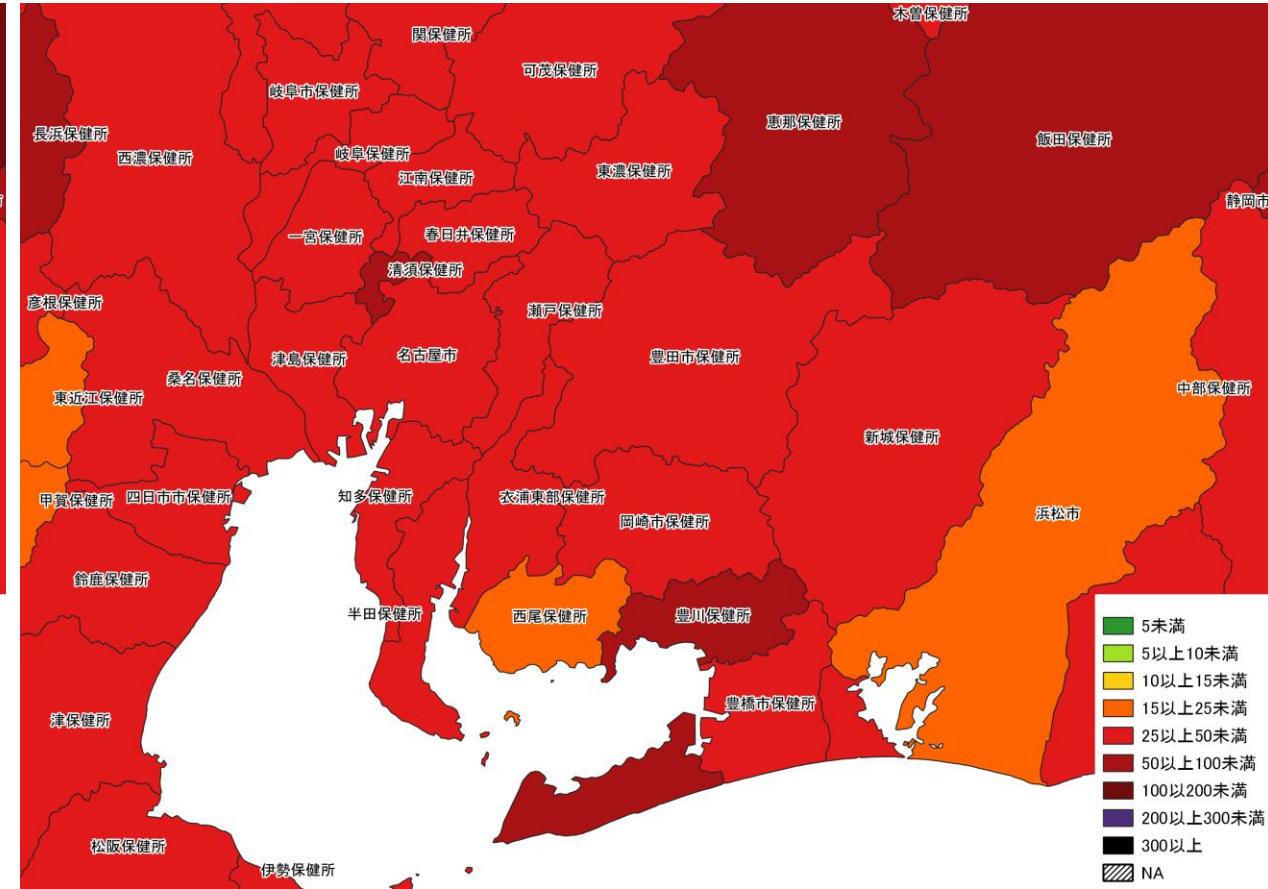 木曽保健所
関保健所
可茂保健所
岐阜市保健所
恵那保健所
長浜保健所
飯田保健所
西濃保健所
岐阜保健所
東濃保健所
江南保健所
静岡市
一宮保健所
春日井保健所
清須保健所
彦根保健所
瀬戸保健所
津島保健所
名古屋市
豊田市保健所
桑名保健所
東近江保健所
中部保健所
新城保健所
甲賀保健所
四日市市保健所
知多保健所
衣浦東部保健所
岡崎市保健所
浜松市
鈴鹿保健所
半田保健所
西尾保健所
豊川保健所
津保健所
豊橋市保健所
松阪保健所
伊勢保健所
5未満
5以上10未満
10以上15未満
15以上25未満
25以上50未満
50以上100未満
100以200未満
200以上300未満
300以上
NA